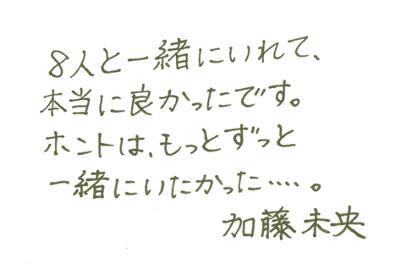 8人と一緒にいれて、
本当に良かったです。
ホントは、もっとずっと
一緒にいたかった‥‥。
加藤未央